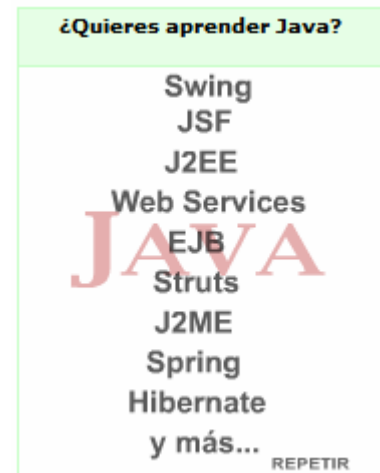 ¿Quieres aprender Java?
Swing
JSF
J2EE
Web Services
JAVA
EJB
Struts
J2ME
Spring
Hibernate
y más...
REPETIR